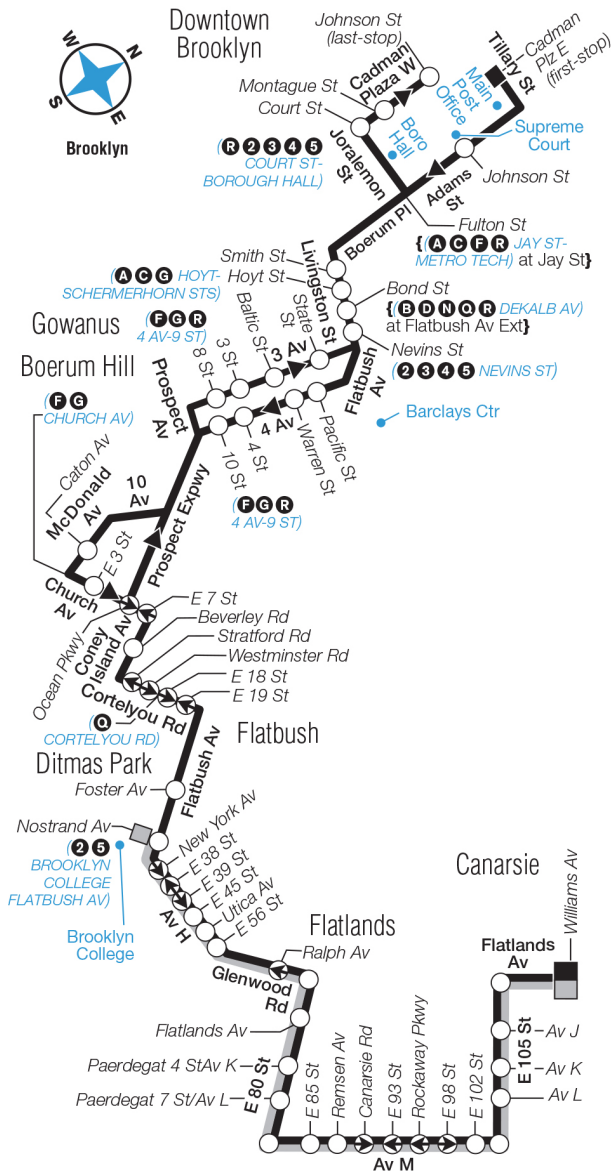 Downtown
Brooklyn
Johnson St
(last-stop)
Cadman
Plaza W
Tillary St
Cadman
Plz E
(first-stop)
W
N
S
E
Brooklyn
Montague St
Court St
Main
Post
Office
Boro
Hall
Supreme
Court
(R 2 3 4 5
COURT ST-
BOROUGH HALL)
Joralemon
St
Adams
St
Johnson St
Boerum Pl
Fulton St
{(A C F R JAY ST-
METRO TECH) at Jay St}
Smith St
Livingston St
Hoyt St
(A C G HOYT-
SCHERMERHORN STS)
Bond St
{(B D N Q R DEKALB AV)
at Flatbush Av Ext}
Gowanus
(F G R
4 AV-9 ST)
Boerum Hill
8 St
3 St
Baltic St
3 Av
State
St
Nevins St
(2 3 4 5 NEVINS ST)
Flatbush
Av
Prospect
Av
Barclays Ctr
(F G
CHURCH AV)
4 Av
10 St
4 St
Warren St
Pacific St
(F G R
4 AV-9 ST)
Caton Av
McDonald
Av
10
Av
Prospect Expwy
E 3 St
Church
Av
E 7 St
Ocean Pkwy
Coney
Island Av
Beverley Rd
Stratford Rd
Westminster Rd
E 18 St
E 19 St
Cortelyou Rd
(Q
CORTELYOU RD)
Flatbush
Ditmas Park
Flatbush Av
Foster Av
Nostrand Av
(2 5
BROOKLYN
COLLEGE
FLATBUSH AV)
Brooklyn
College
New York Av
E 38 St
E 39 St
E 45 St
Utica Av
E 56 St
Av H
Canarsie
Flatlands
Ralph Av
Glenwood
Rd
Flatlands
Av
Williams Av
Flatlands Av
E 80 St
Paerdegat 4 StAv K
Paerdegat 7 St/Av L
E 85 St
Remsen Av
Canarsie Rd
E 93 St
Rockaway Pkwy
E 98 St
E 102 St
E 105 St
Av J
Av K
Av L
Av M